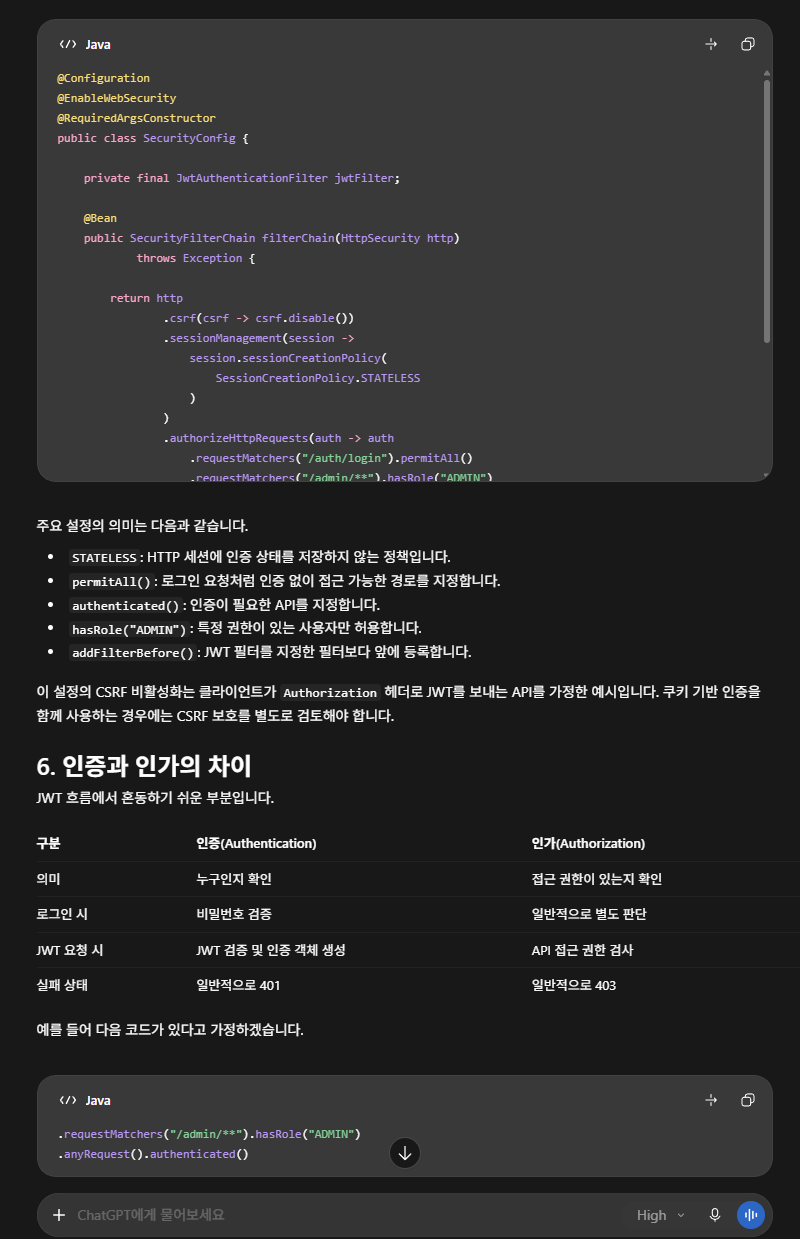 Java
@Configuration
@EnableWebSecurity
@RequiredArgsConstructor
public class SecurityConfig {
private final JwtAuthenticationFilter jwtFilter;
@Bean
public SecurityFilterChain filterChain(HttpSecurity http)
throws Exception {
return http
.csrf(csrf -> csrf.disable())
.sessionManagement(session ->
session.sessionCreationPolicy(
SessionCreationPolicy.STATELESS
)
)
.authorizeHttpRequests(auth -> auth
.requestMatchers("/auth/login").permitAll()
.requestMatchers("/admin/**").hasRole("ADMIN")
주요 설정의 의미는 다음과 같습니다.
• STATELESS : HTTP 세션에 인증 상태를 저장하지 않는 정책입니다.
• permitAll() : 로그인 요청처럼 인증 없이 접근 가능한 경로를 지정합니다.
• authenticated() : 인증이 필요한 API를 지정합니다.
• hasRole("ADMIN") : 특정 권한이 있는 사용자만 허용합니다.
• addFilterBefore() : JWT 필터를 지정한 필터보다 앞에 등록합니다.
이 설정의 CSRF 비활성화는 클라이언트가 Authorization 헤더로 JWT를 보내는 API를 가정한 예시입니다. 쿠키 기반 인증을
함께 사용하는 경우에는 CSRF 보호를 별도로 검토해야 합니다.
6. 인증과 인가의 차이
JWT 흐름에서 혼동하기 쉬운 부분입니다.
구분 인증(Authentication) 인가(Authorization)
의미 누구인지 확인 접근 권한이 있는지 확인
로그인 시 비밀번호 검증 일반적으로 별도 판단
JWT 요청 시 JWT 검증 및 인증 객체 생성 API 접근 권한 검사
실패 상태 일반적으로 401 일반적으로 403
예를 들어 다음 코드가 있다고 가정하겠습니다.
Java
.requestMatchers("/admin/**").hasRole("ADMIN")
.anyRequest().authenticated()
ChatGPT에게 물어보세요 High